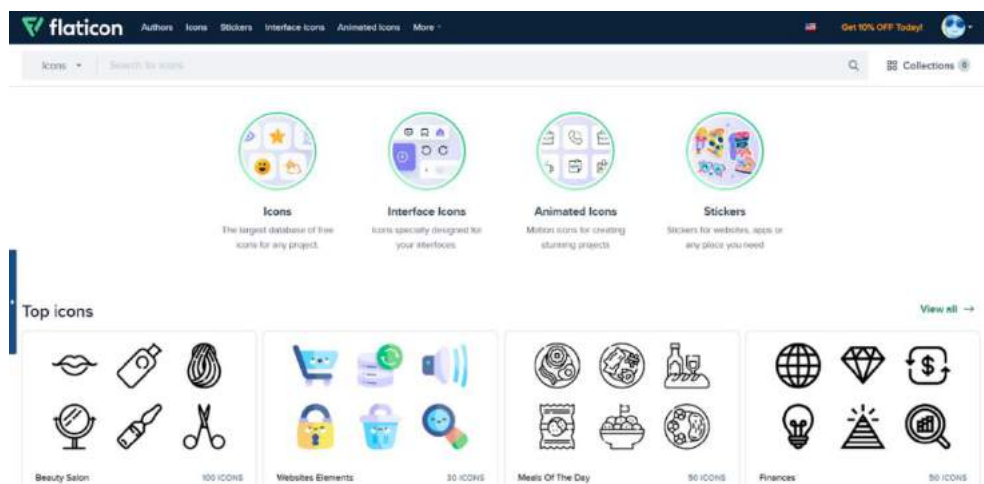 flaticon
Authors Icons Stickers Interface Icons Animated Icons More
Get 10% OFF Today!
Icons Search for icons
Collections
Icons Interface Icons Animated Icons Stickers
The largest database of free icons specially designed for Motion icons for creating Stickers for websites, apps or
icons for any project. your interfaces stunning projects any place you need
Top icons View all →
Beauty Salon 100 ICONS Websites Elements 30 ICONS Meals Of The Day 50 ICONS Finances 50 ICONS